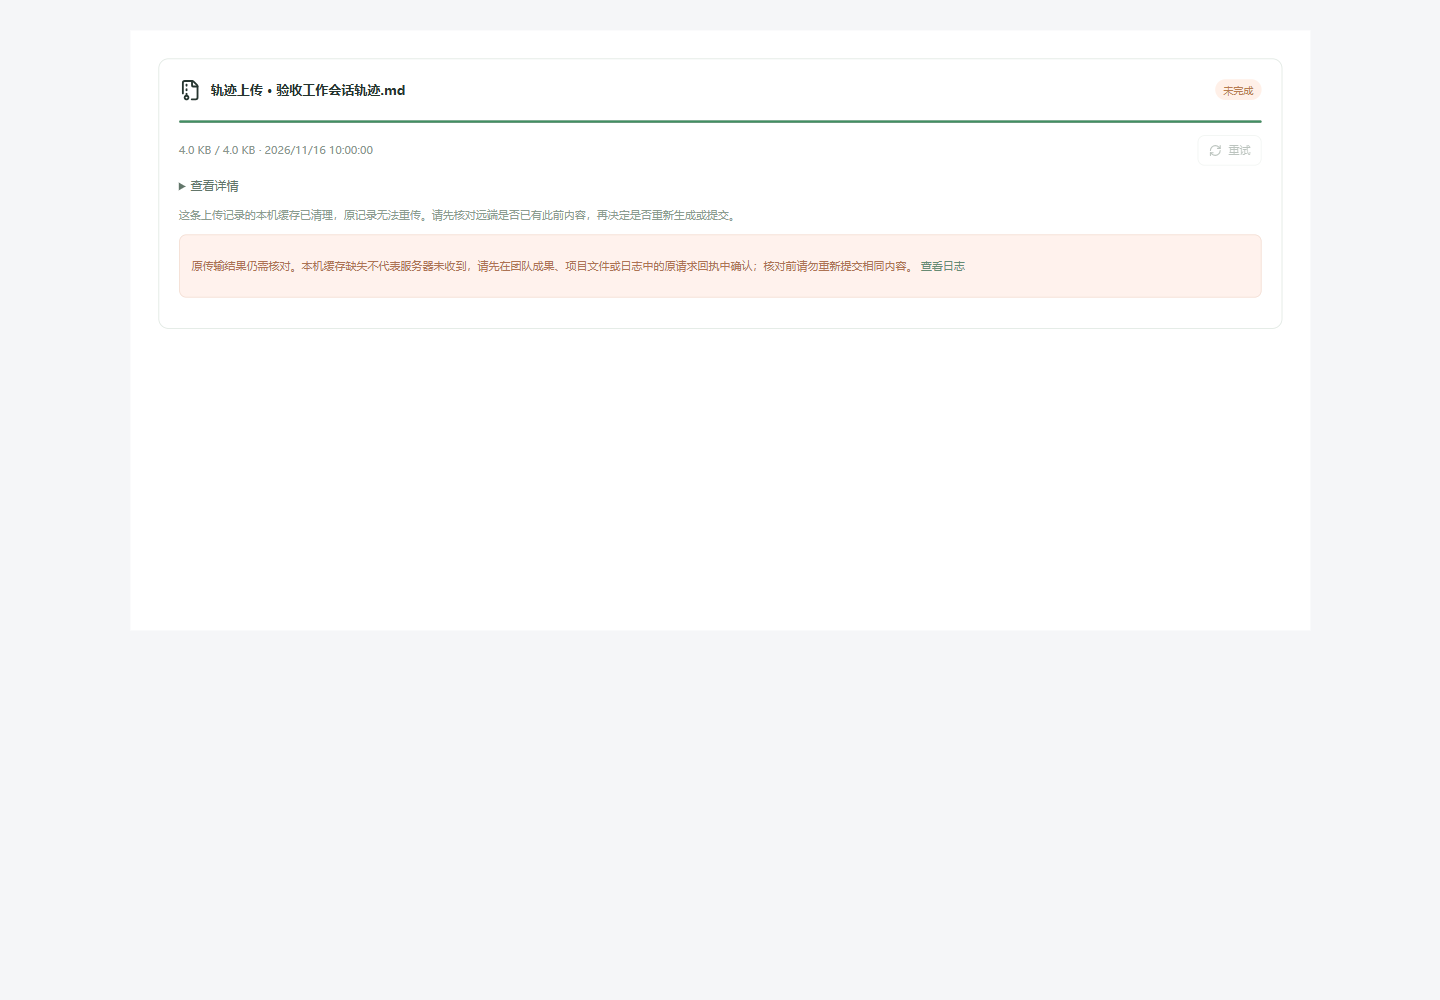 轨迹上传 • 验收工作会话轨迹.md
未完成
4.0 KB / 4.0 KB · 2026/11/16 10:00:00
重试
查看详情
这条上传记录的本机缓存已清理，原记录无法重传。请先核对远端是否已有此前内容，再决定是否重新生成或提交。
原传输结果仍需核对。本机缓存缺失不代表服务器未收到，请先在团队成果、项目文件或日志中的原请求回执中确认；核对前请勿重新提交相同内容。 查看日志